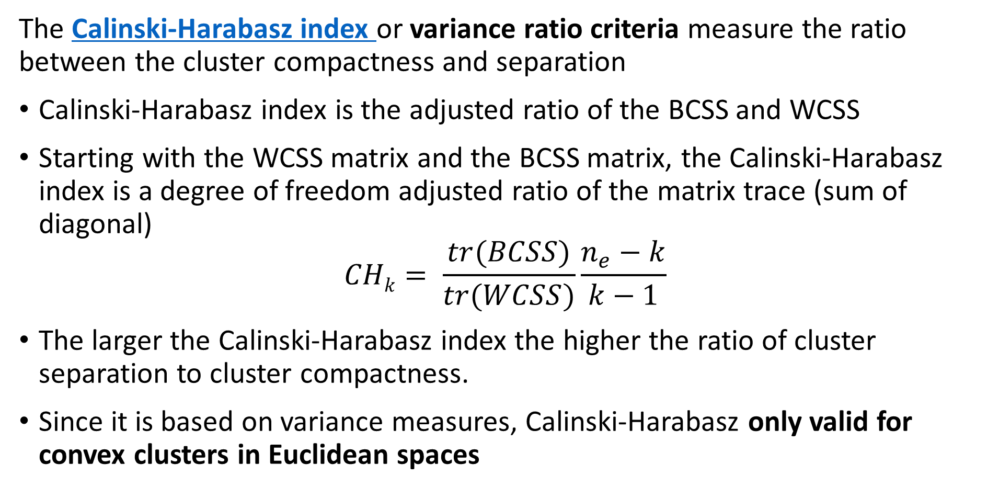 The Calinski-Harabasz index or variance ratio criteria measure the ratio
between the cluster compactness and separation
• Calinski-Harabasz index is the adjusted ratio of the BCSS and WCSS
• Starting with the WCSS matrix and the BCSS matrix, the Calinski-Harabasz
index is a degree of freedom adjusted ratio of the matrix trace (sum of
diagonal)
CH_k = \frac{tr(BCSS)}{tr(WCSS)} \frac{n_e - k}{k - 1}
• The larger the Calinski-Harabasz index the higher the ratio of cluster
separation to cluster compactness.
• Since it is based on variance measures, Calinski-Harabasz only valid for
convex clusters in Euclidean spaces